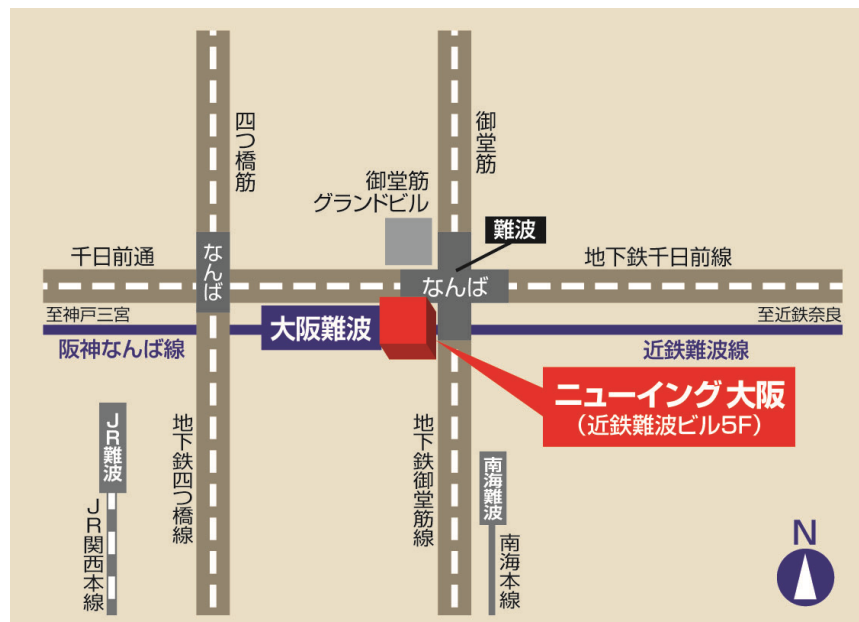 四つ橋筋
御堂筋
御堂筋
グランドビル
難波
千日前通
なんば
なんば
地下鉄千日前線
至神戸三宮
大阪難波
至近鉄奈良
阪神なんば線
近鉄難波線
ニューイング大阪
(近鉄難波ビル5F)
JR難波
地下鉄四つ橋線
地下鉄御堂筋線
南海難波
JR関西本線
南海本線
N